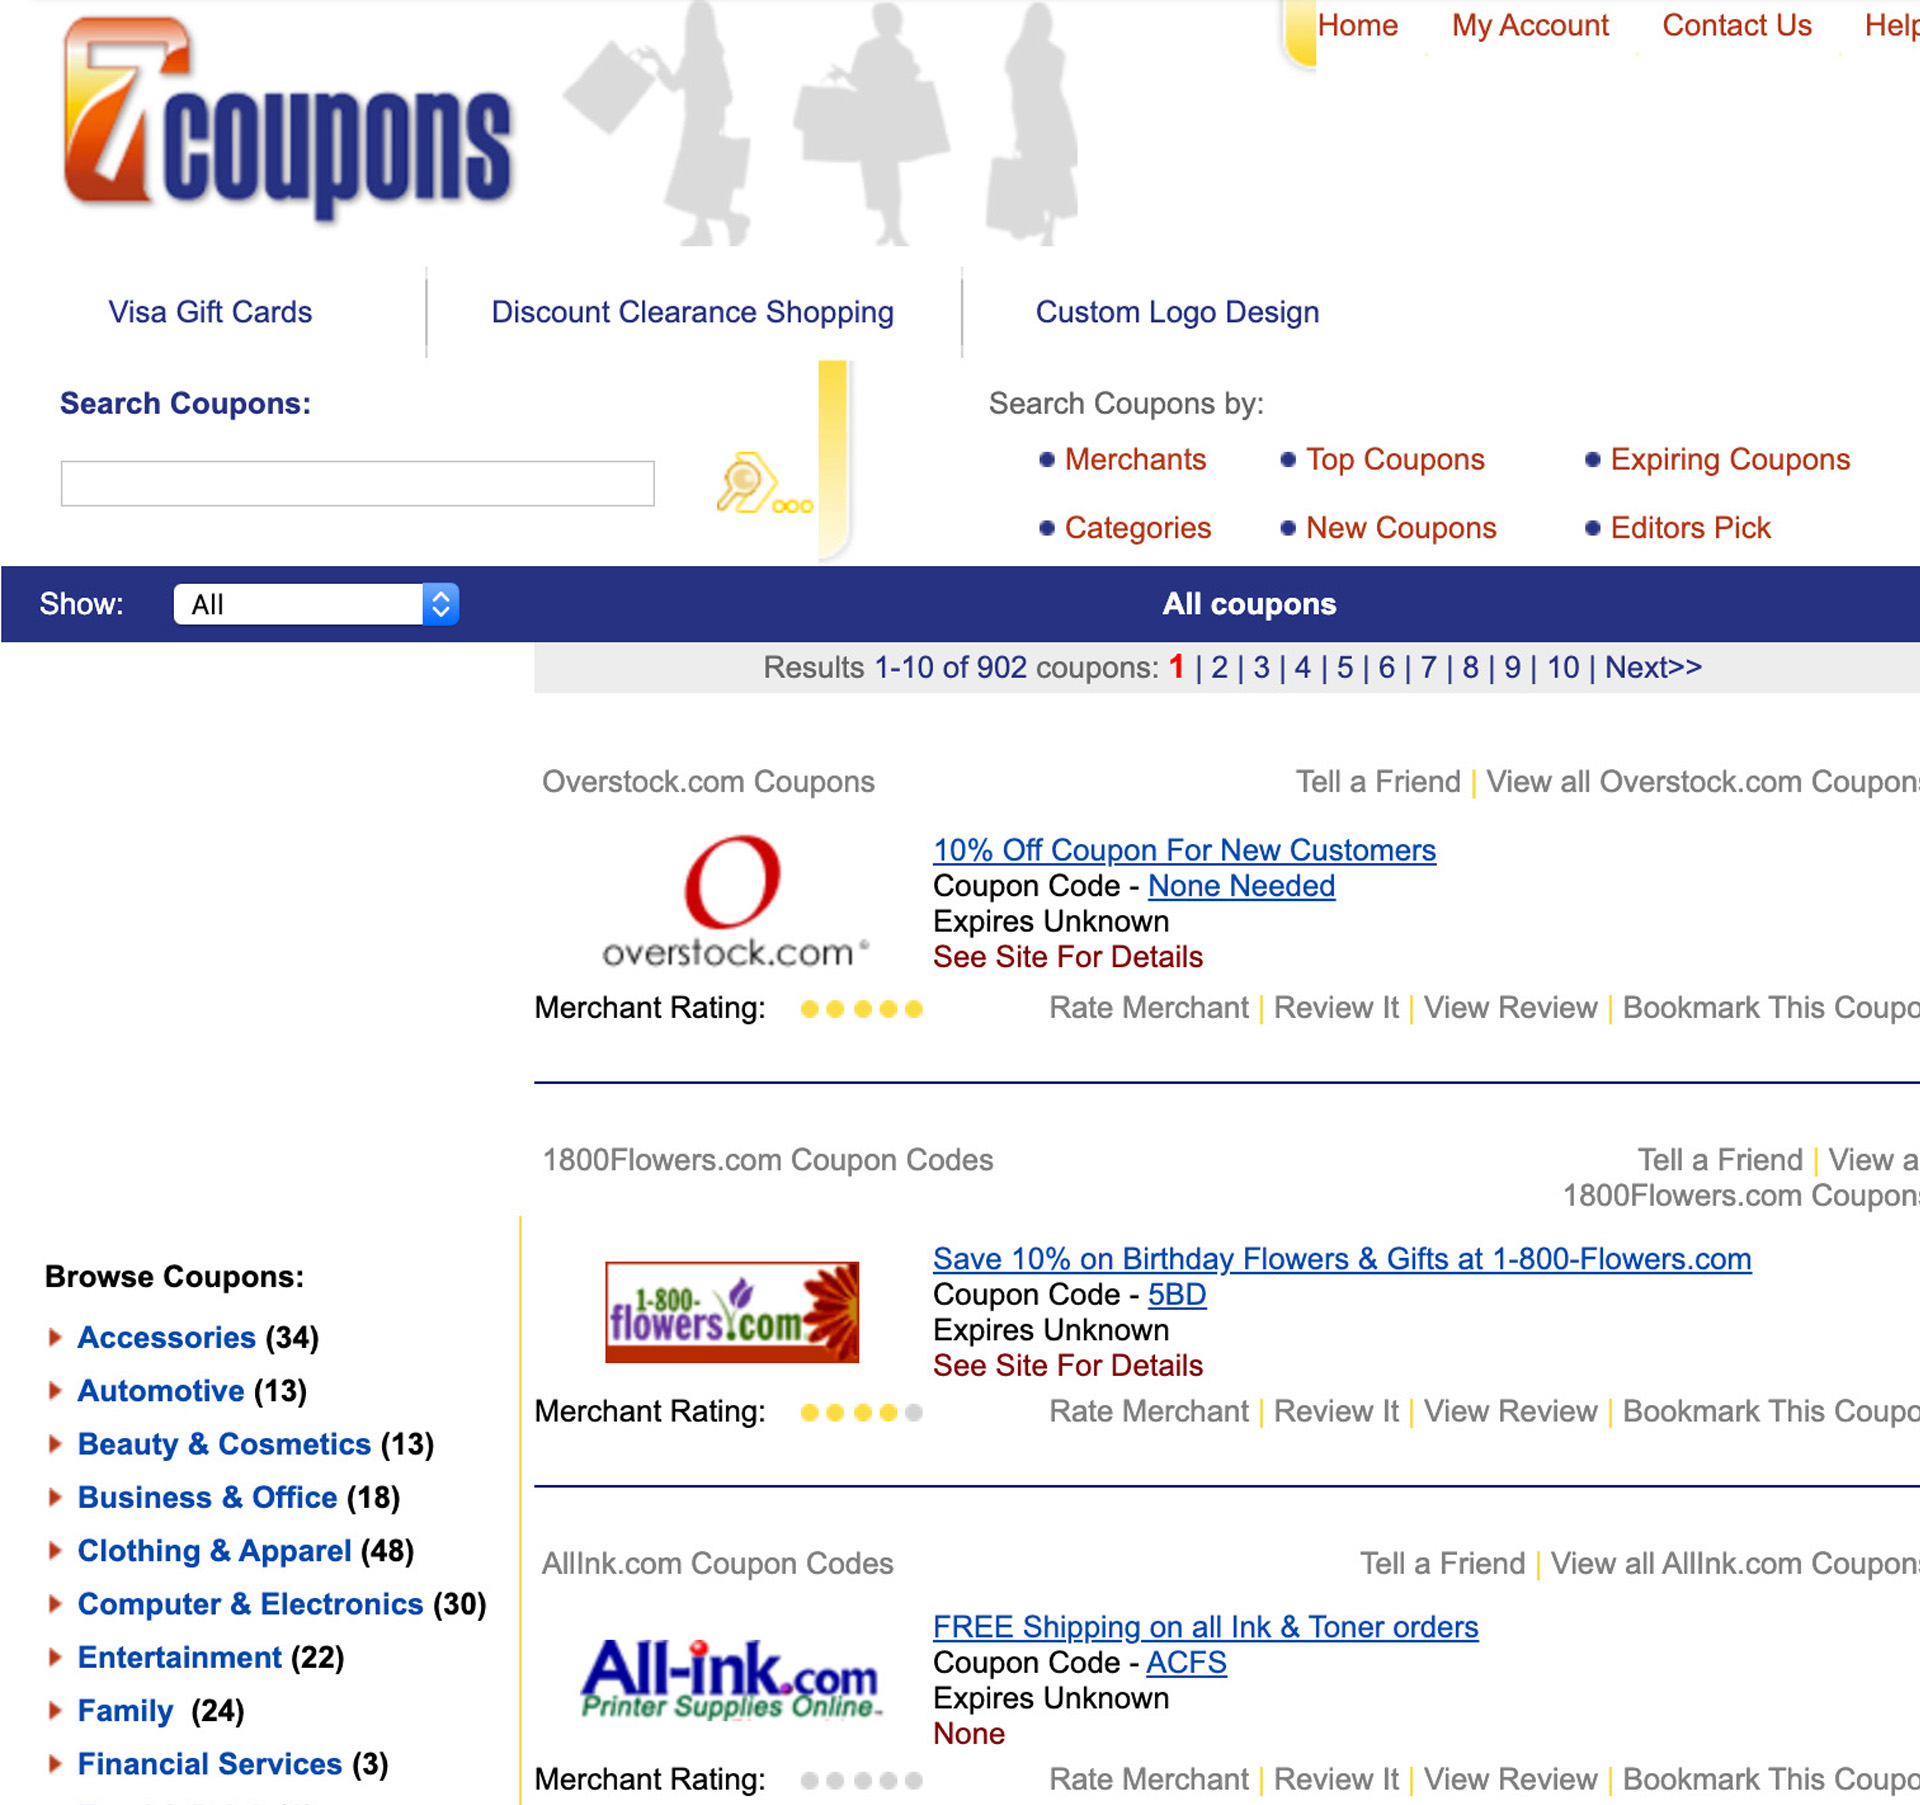 Home My Account Contact Us Help
7 coupons
Visa Gift Cards Discount Clearance Shopping Custom Logo Design
Search Coupons:
Search Coupons by:
Merchants Top Coupons Expiring Coupons
Categories New Coupons Editors Pick
Show: All All coupons
Results 1-10 of 902 coupons: 1 | 2 | 3 | 4 | 5 | 6 | 7 | 8 | 9 | 10 | Next>>
Overstock.com Coupons Tell a Friend | View all Overstock.com Coupons
10% Off Coupon For New Customers
Coupon Code - None Needed
Expires Unknown
overstock.com
See Site For Details
Merchant Rating: Rate Merchant | Review It | View Review | Bookmark This Coupo
1800Flowers.com Coupon Codes Tell a Friend | View a
1800Flowers.com Coupons
Save 10% on Birthday Flowers & Gifts at 1-800-Flowers.com
Coupon Code - 5BD
Expires Unknown
See Site For Details
1-800-
flowers.com
Merchant Rating: Rate Merchant | Review It | View Review | Bookmark This Coupo
AllInk.com Coupon Codes Tell a Friend | View all AllInk.com Coupons
FREE Shipping on all Ink & Toner orders
Coupon Code - ACFS
Expires Unknown
None
All-ink.com
Printer Supplies Online
Merchant Rating: Rate Merchant | Review It | View Review | Bookmark This Coupo
Browse Coupons:
Accessories (34)
Automotive (13)
Beauty & Cosmetics (13)
Business & Office (18)
Clothing & Apparel (48)
Computer & Electronics (30)
Entertainment (22)
Family (24)
Financial Services (3)